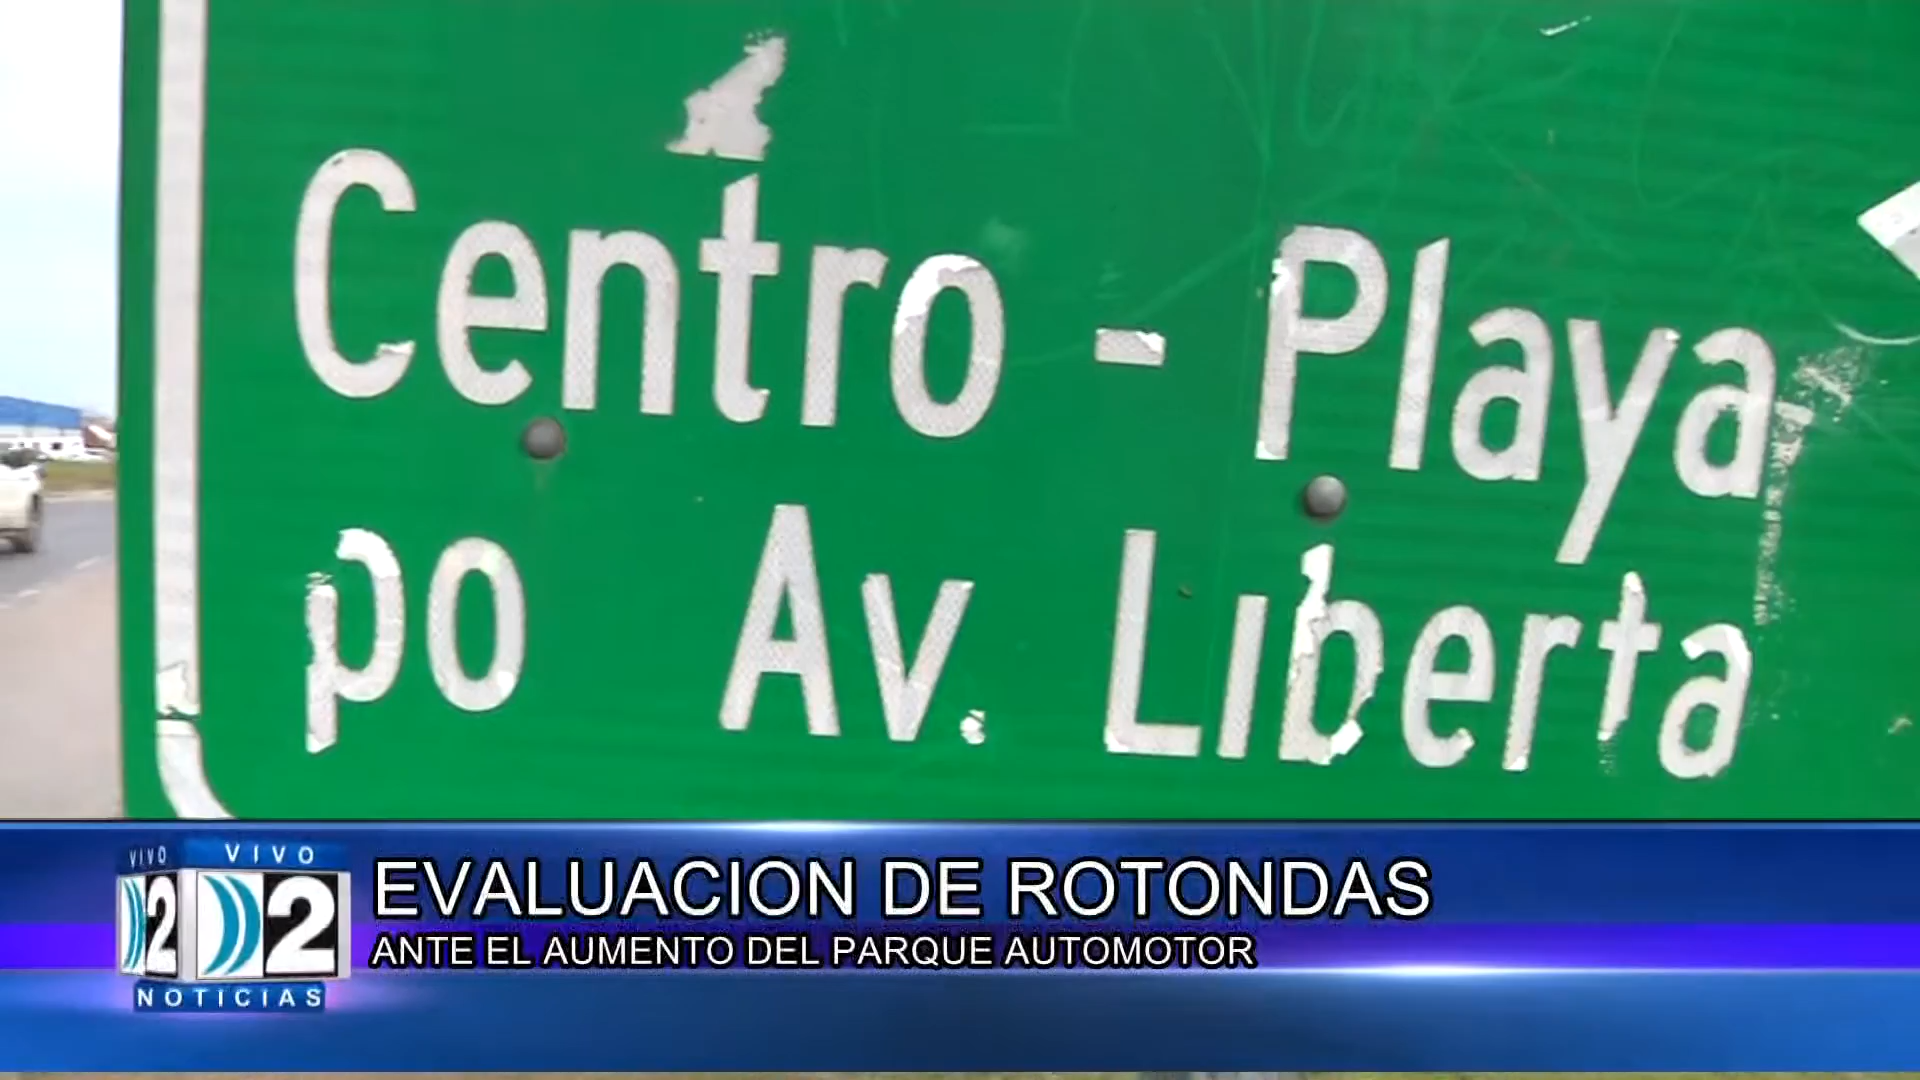 Centro - Playa
po Av. Liberta
VIVO VIVO
2 2
NOTICIAS
EVALUACION DE ROTONDAS
ANTE EL AUMENTO DEL PARQUE AUTOMOTOR